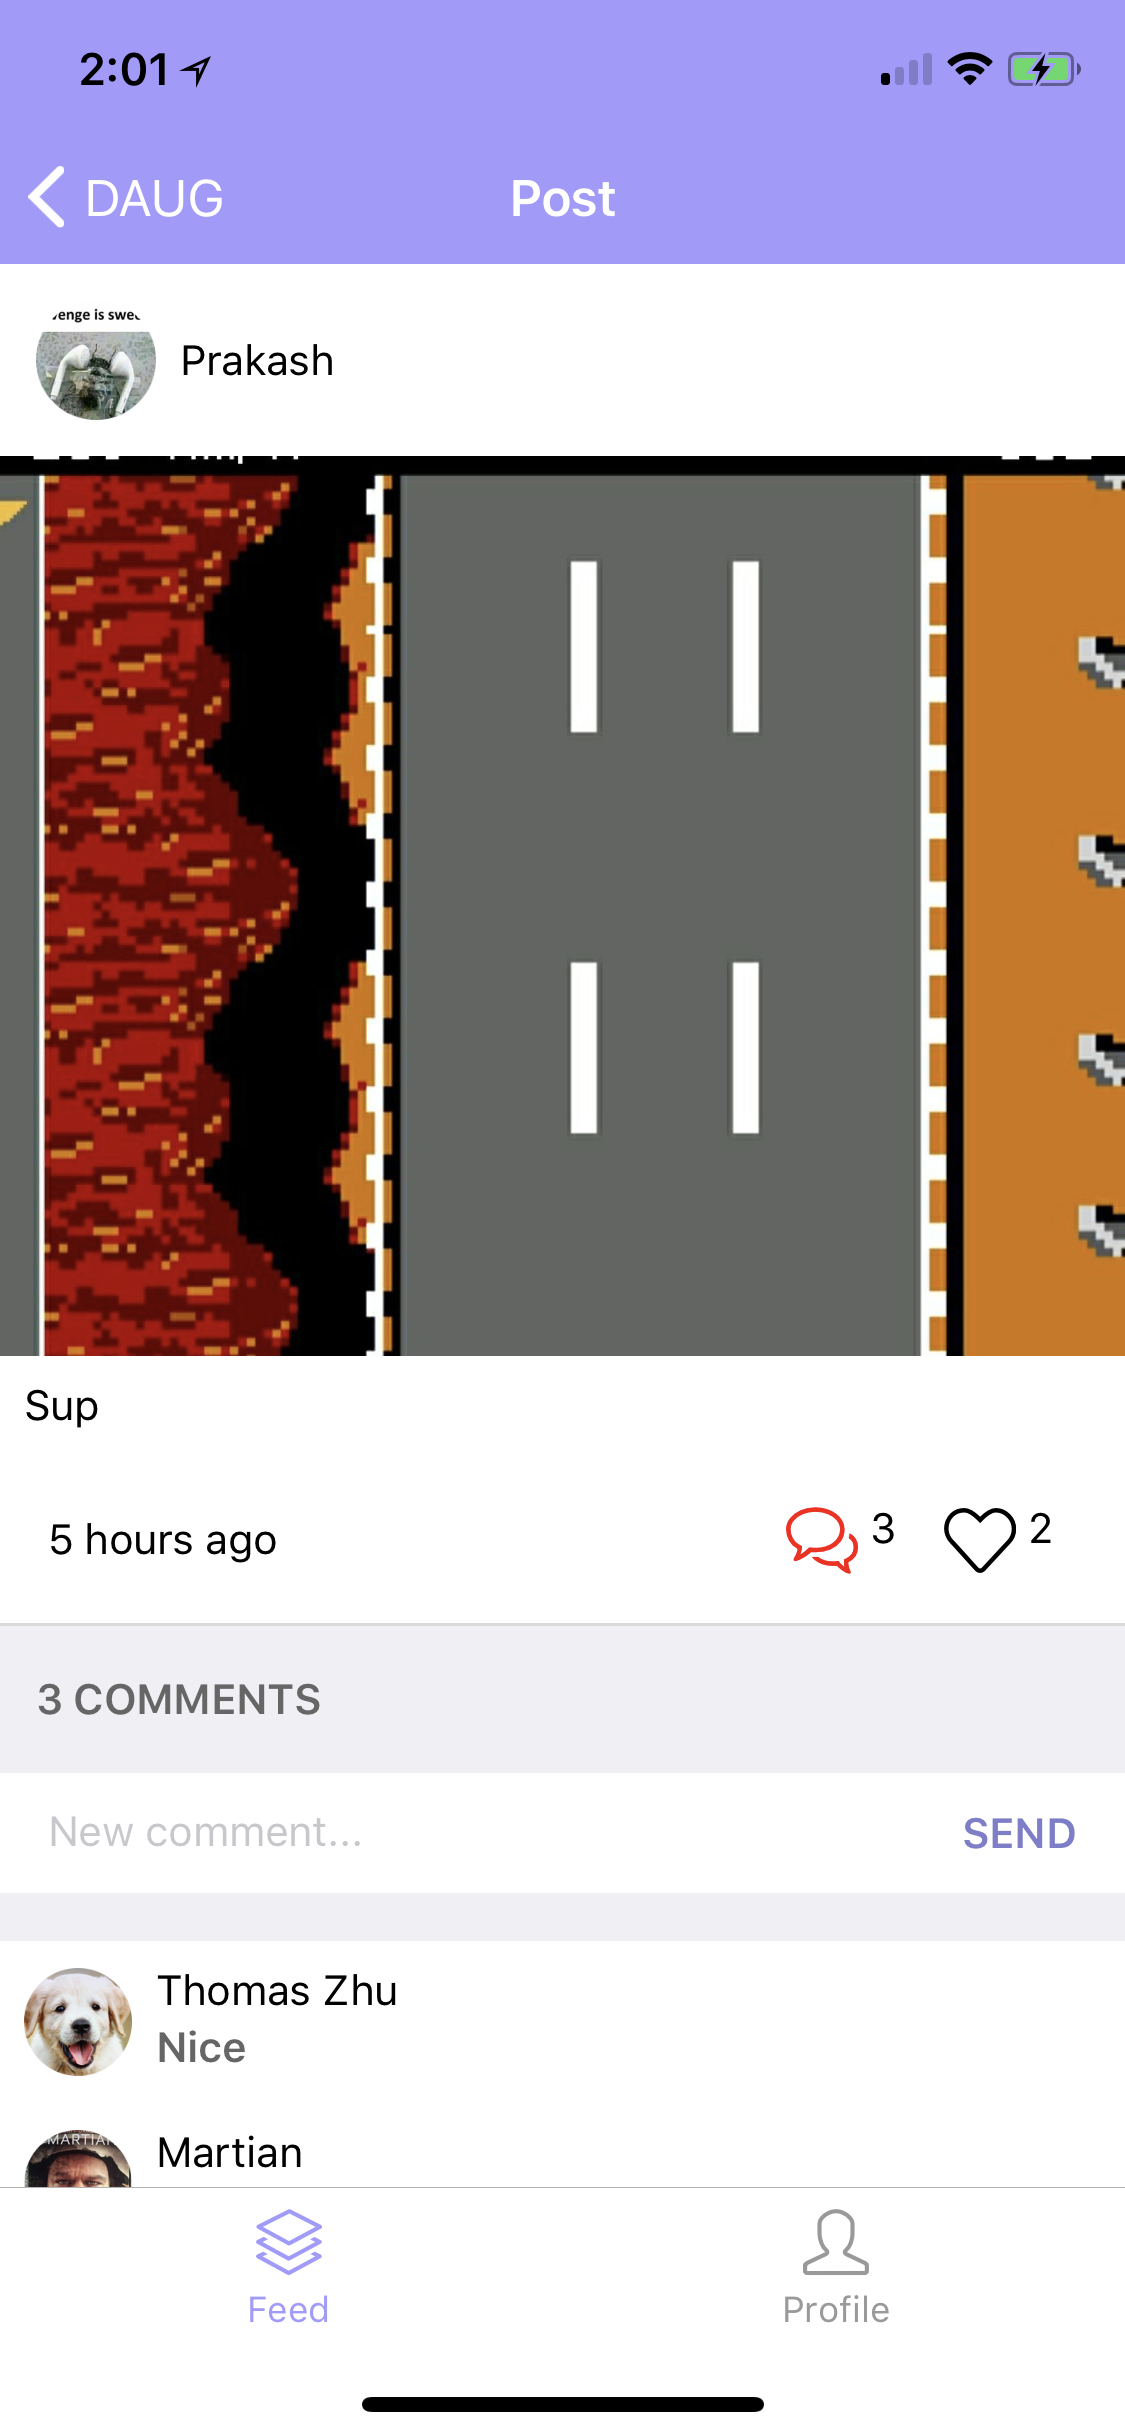 2:01
DAUG
Post
enge is swe
Prakash
Sup
5 hours ago
3
2
3 COMMENTS
New comment...
SEND
Thomas Zhu
Nice
MARTIAN
Martian
Feed
Profile